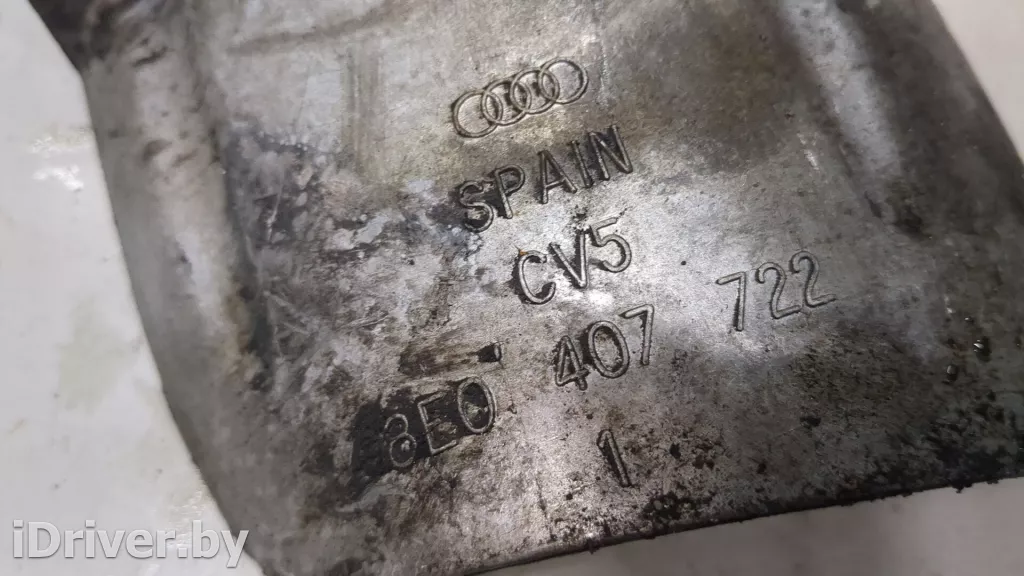 SPAIN
CV5
8E0 407 722
1
iDriver.by